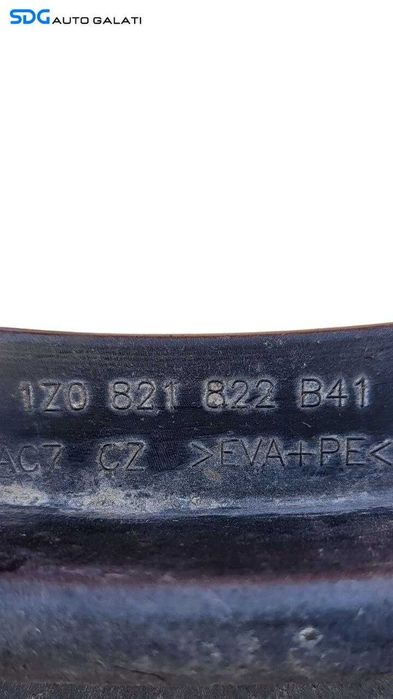 SDG AUTO GALATI
1Z0 821 822 B41
AC7 CZ >EVA+PE<